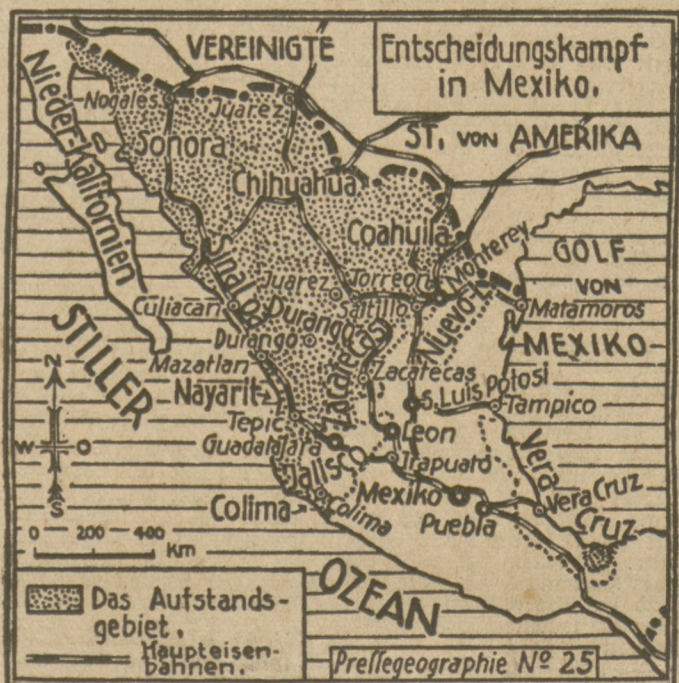 Entscheidungskampf
in Mexiko.
VEREINIGTE
ST. VON AMERIKA
Nieder-Kalifornien
Nogales
Juarez
Sonora
Chihuahua
Coahuila
Monterey
GOLF
VON
MEXIKO
Sinaloa
Juarez
Torreon
Saltillo
Nuevo L.
Matamoros
Culiacan
Durango
Durango
STILLER
Mazatlan
Zacatecas
Zacatecas
Nayarit
S. Luis Potosi
Tampico
Tepic
Leon
Guadalajara
Irapuato
Vera
Cruz
Jalisco
Mexiko
Vera Cruz
Colima
Colima
Puebla
OZEAN
N
W
O
S
0 200 400
Km
Das Aufstands-
gebiet.
Haupteisen-
bahnen.
Pressegeographie Nº 25